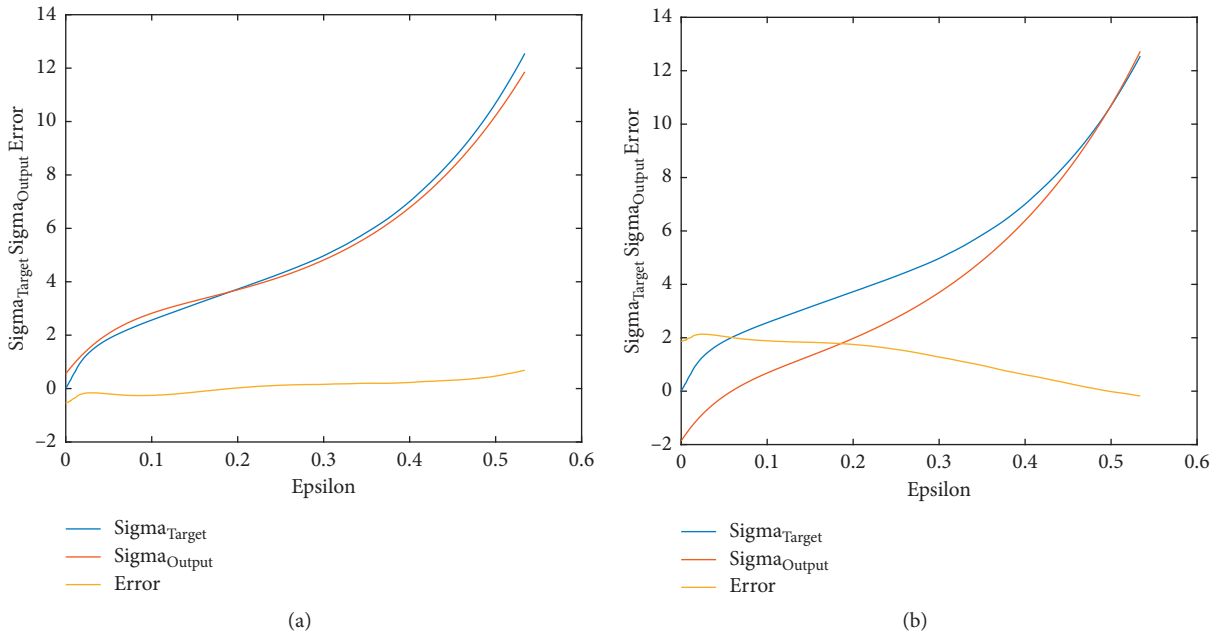 14
12
10
8
6
4
2
0
–2
Sigma_Target Sigma_Output Error
0 0.1 0.2 0.3 0.4 0.5 0.6
Epsilon
Sigma_Target
Sigma_Output
Error
(a)
14
12
10
8
6
4
2
0
–2
Sigma_Target Sigma_Output Error
0 0.1 0.2 0.3 0.4 0.5 0.6
Epsilon
Sigma_Target
Sigma_Output
Error
(b)